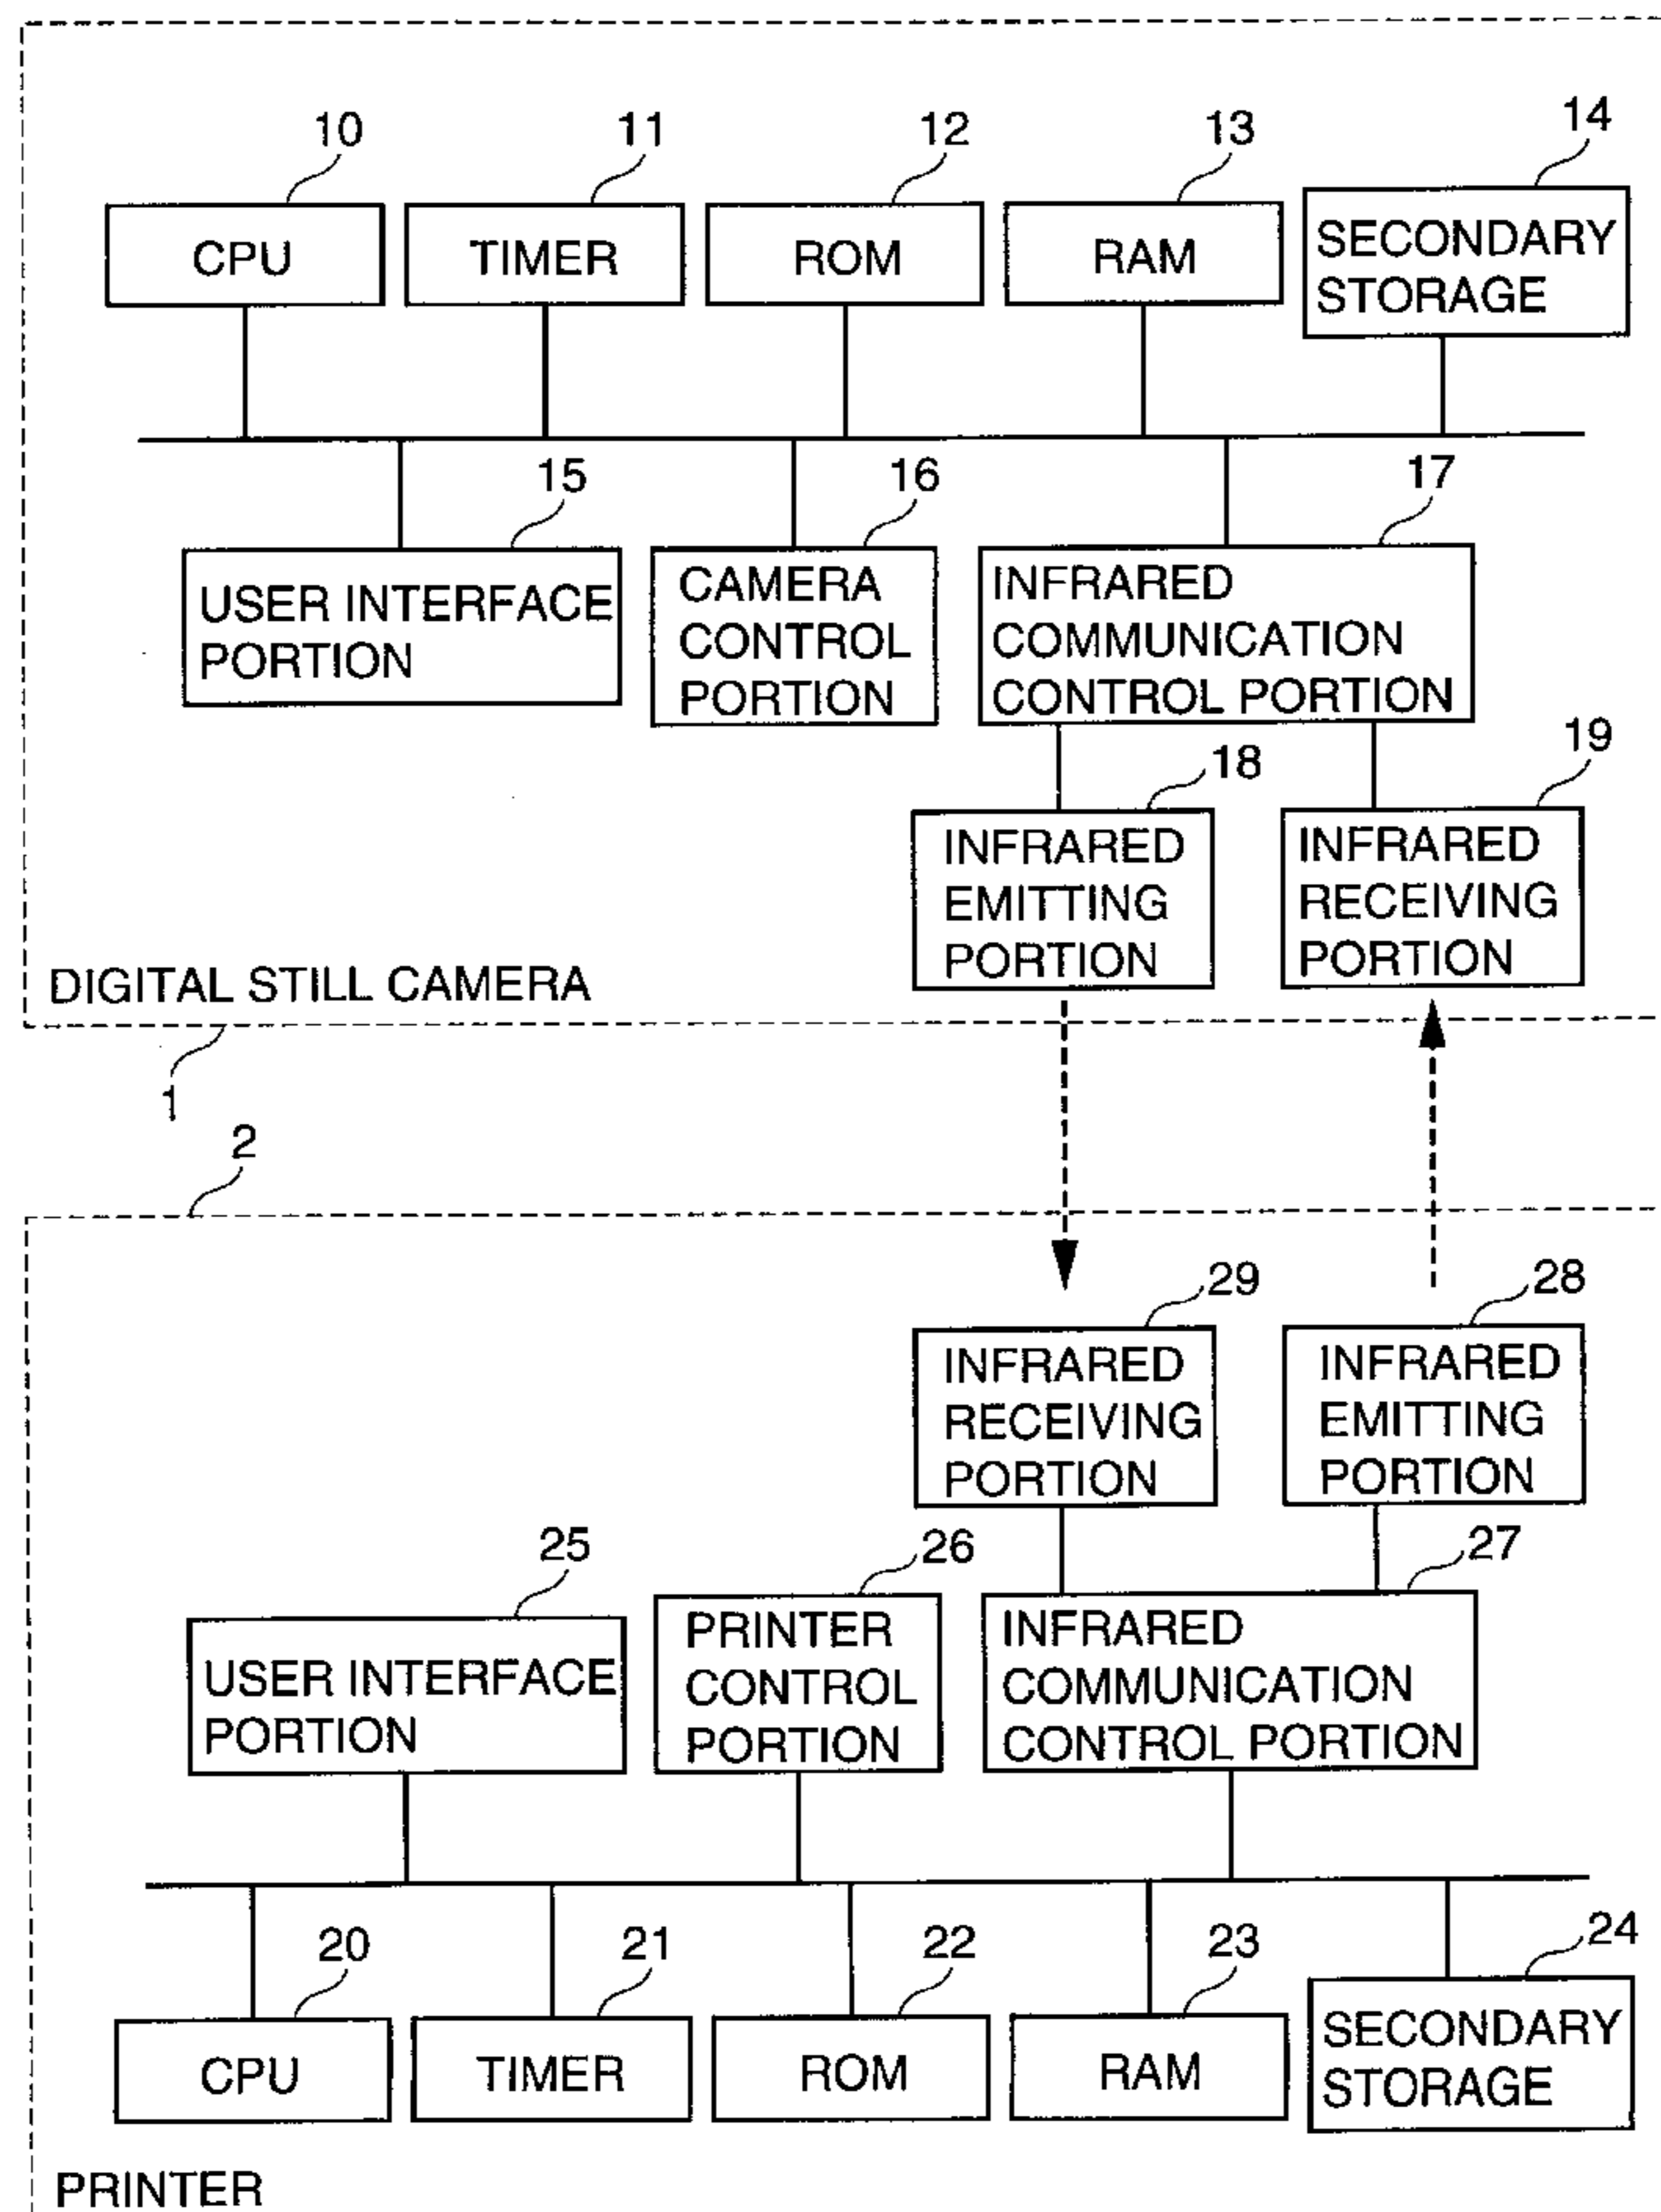 10
11
12
13
14
CPU
TIMER
ROM
RAM
SECONDARY
STORAGE
15
16
17
USER INTERFACE
PORTION
CAMERA
CONTROL
PORTION
INFRARED
COMMUNICATION
CONTROL PORTION
18
19
INFRARED
EMITTING
PORTION
INFRARED
RECEIVING
PORTION
DIGITAL STILL CAMERA
1
2
29
28
INFRARED
RECEIVING
PORTION
INFRARED
EMITTING
PORTION
25
26
27
USER INTERFACE
PORTION
PRINTER
CONTROL
PORTION
INFRARED
COMMUNICATION
CONTROL PORTION
20
21
22
23
24
CPU
TIMER
ROM
RAM
SECONDARY
STORAGE
PRINTER